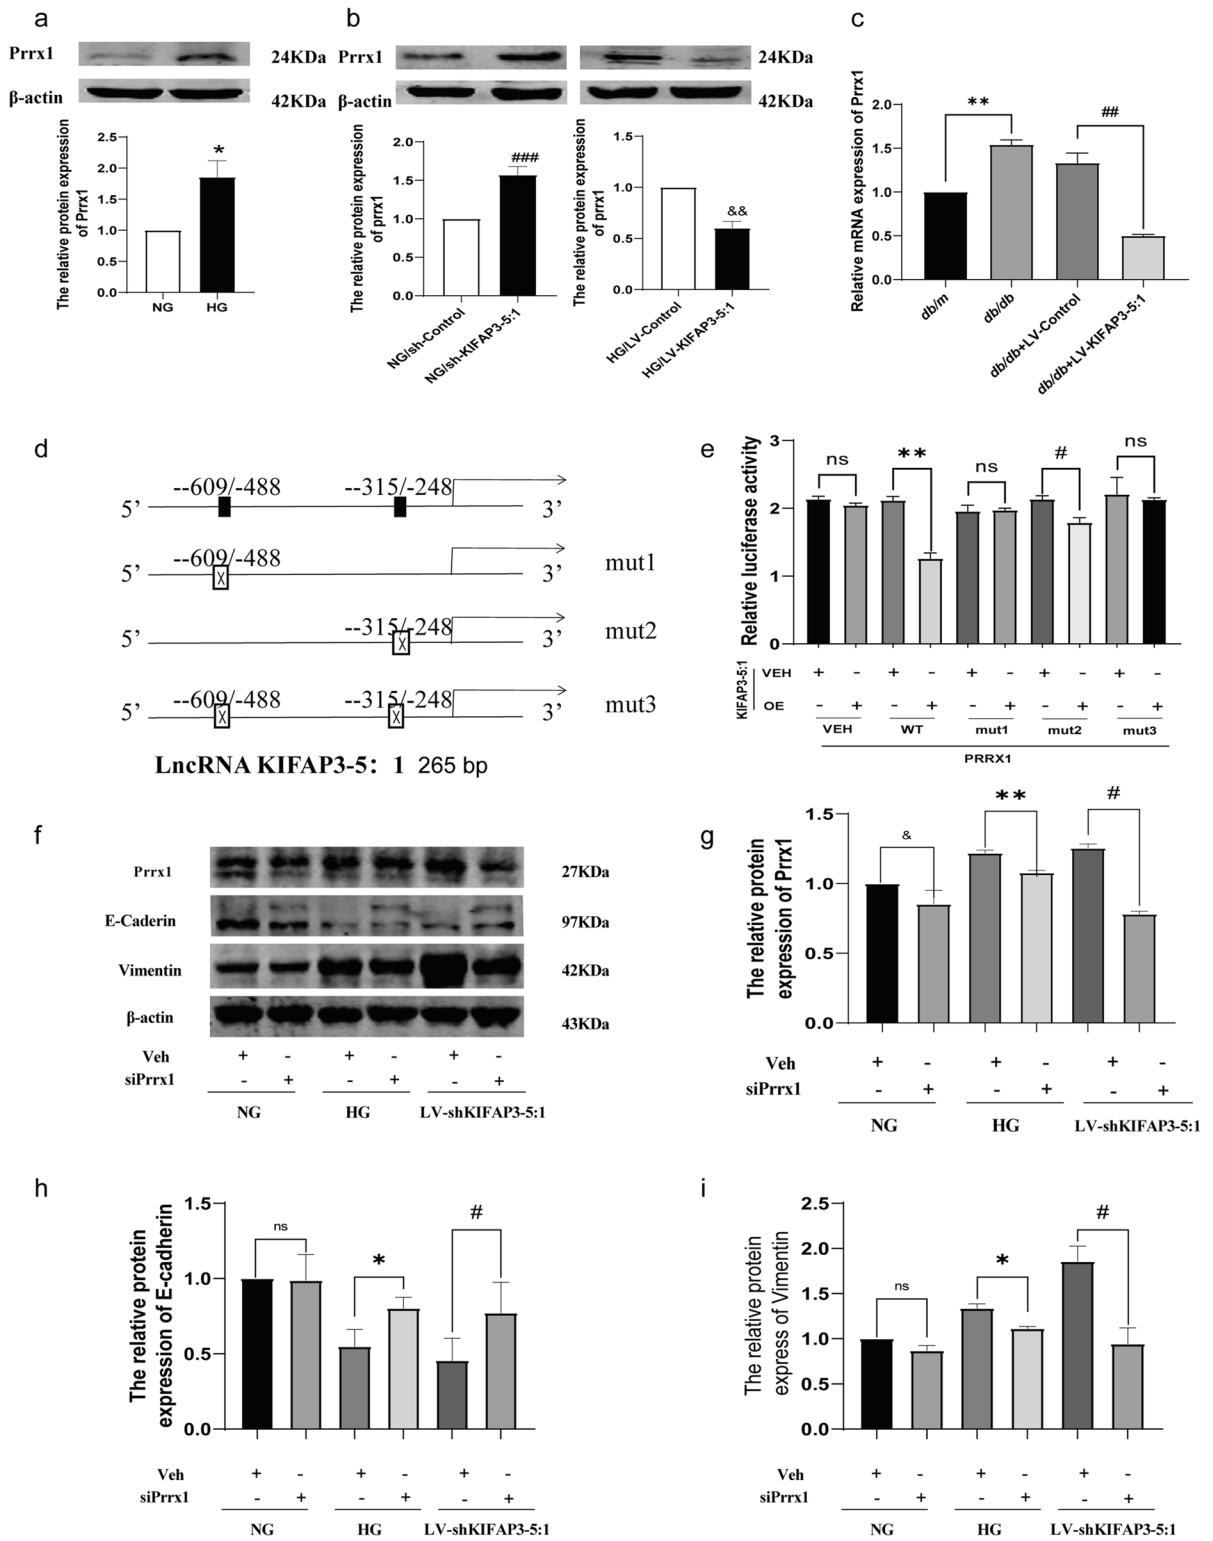 a
Prrx1
24KDa
β-actin
42KDa
The relative protein expression
of Prrx1
2.5
2.0
1.5
1.0
0.5
0.0
*
NG
HG
b
Prrx1
24KDa
β-actin
42KDa
The relative protein expression
of prrx1
2.0
1.5
1.0
0.5
0.0
###
NG/sh-Control
NG/sh-KIFAP3-5:1
The relative protein expression
of prrx1
1.5
1.0
0.5
0.0
&&
HG/LV-Control
HG/LV-KIFAP3-5:1
c
Relative mRNA expression of Prrx1
2.0
1.5
1.0
0.5
0.0
**
##
db/m
db/db
db/db+LV-Control
db/db+LV-KIFAP3-5:1
d
--609/-488
--315/-248
5’
3’
--609/-488
5’
X
3’
mut1
--315/-248
5’
X
3’
mut2
--609/-488
--315/-248
5’
X
X
3’
mut3
LncRNA KIFAP3-5: 1 265 bp
e
Relative luciferase activity
3
2
1
0
ns
**
ns
#
ns
KIFAP3-5:1
VEH + - + - + - + - + -
OE - + - + - + - + - +
VEH WT mut1 mut2 mut3
PRRX1
f
Prrx1
27KDa
E-Caderin
97KDa
Vimentin
42KDa
β-actin
43KDa
Veh + - + - + -
siPrrx1 - + - + - +
NG HG LV-shKIFAP3-5:1
g
The relative protein
expression of Prrx1
1.5
1.0
0.5
0.0
&
**
#
Veh + - + - + -
siPrrx1 - + - + - +
NG HG LV-shKIFAP3-5:1
h
The relative protein
expression of E-cadherin
1.5
1.0
0.5
0.0
ns
*
#
Veh + - + - + -
siPrrx1 - + - + - +
NG HG LV-shKIFAP3-5:1
i
The relative protein
express of Vimentin
2.5
2.0
1.5
1.0
0.5
0.0
ns
*
#
Veh + - + - + -
siPrrx1 - + - + - +
NG HG LV-shKIFAP3-5:1